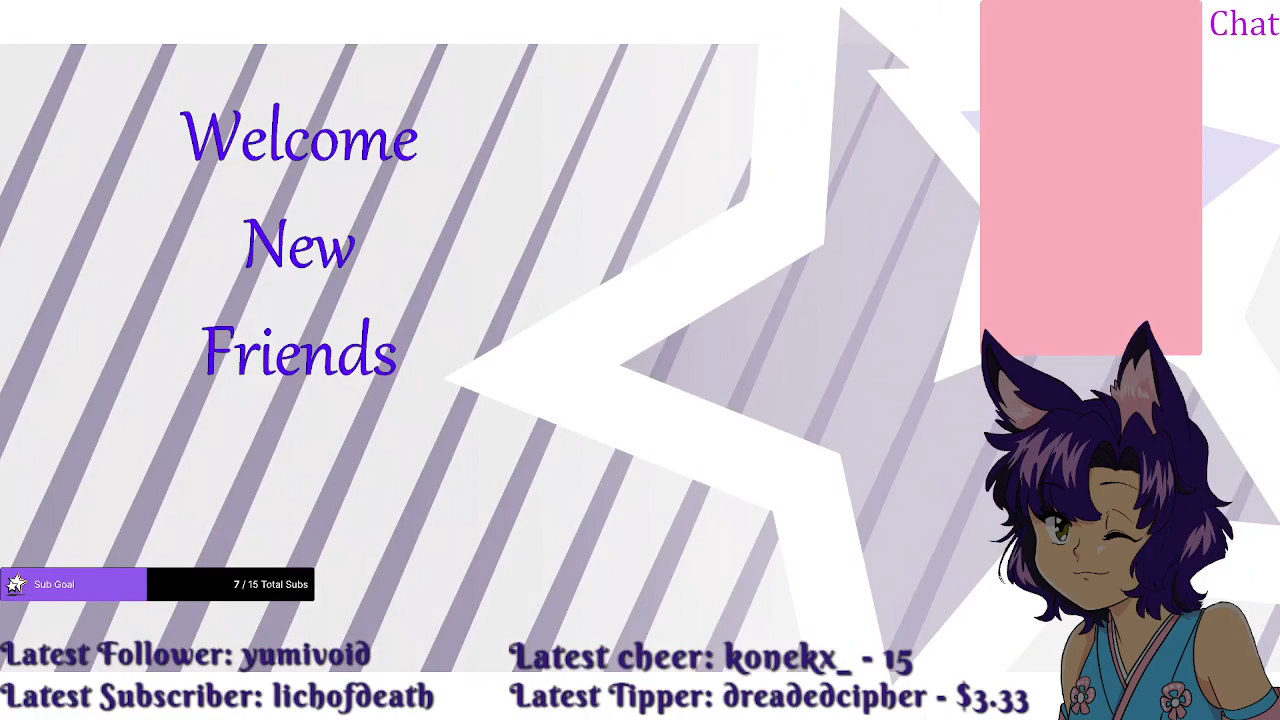 Chat
Welcome
New
Friends
Sub Goal 7 / 15 Total Subs
Latest Follower: yumivoid
Latest Subscriber: lichofdeath
Latest cheer: konekx_ - 15
Latest Tipper: dreadedcipher - $3.33